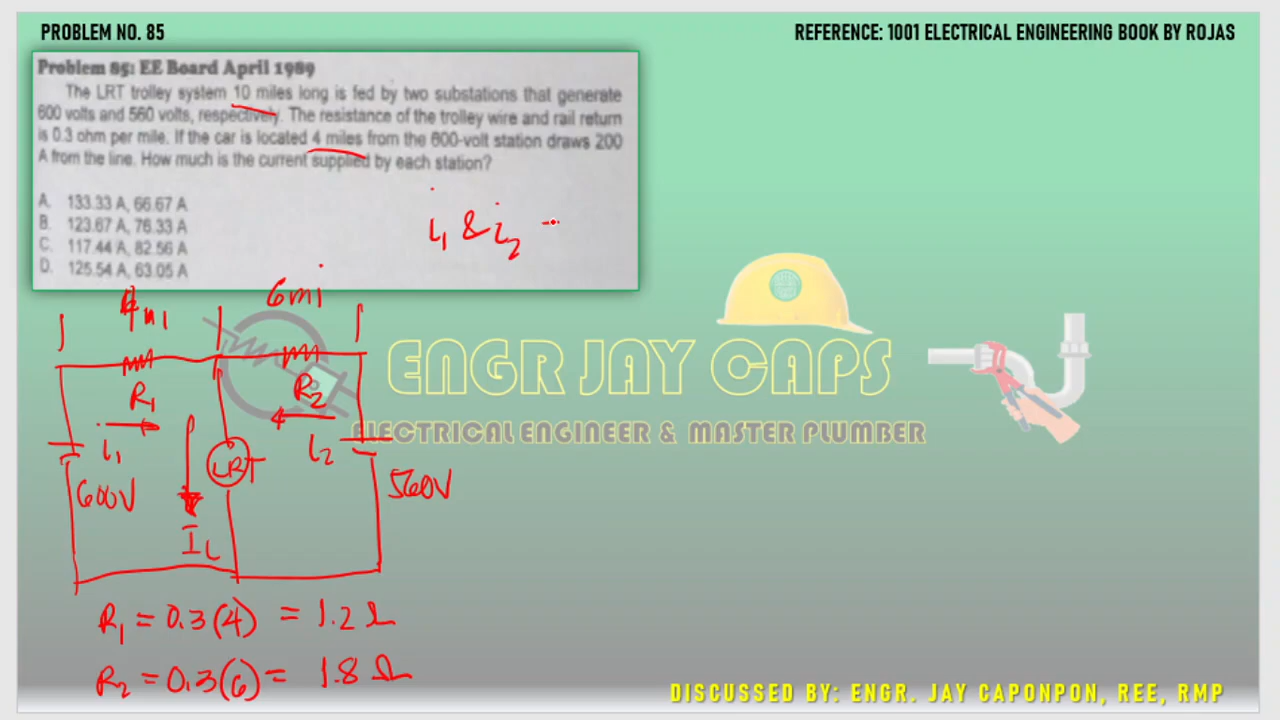 PROBLEM NO. 85
REFERENCE: 1001 ELECTRICAL ENGINEERING BOOK BY ROJAS
Problem 85: EE Board April 1989
The LRT trolley system 10 miles long is fed by two substations that generate
600 volts and 560 volts, respectively. The resistance of the trolley wire and rail return
is 0.3 ohm per mile. If the car is located 4 miles from the 600-volt station draws 200
A from the line. How much is the current supplied by each station?
A. 133.33 A, 66.67 A
B. 123.67 A, 76.33 A
C. 117.44 A, 82.56 A
D. 125.54 A, 63.05 A
i₁ & i₂ =
4mi
6mi
R₁
R₂
i₁
i₂
LRT
600V
560V
IL
R₁ = 0.3(4) = 1.2 Ω
R₂ = 0.3(6) = 1.8 Ω
ENGR JAY CAPS
ELECTRICAL ENGINEER & MASTER PLUMBER
DISCUSSED BY: ENGR. JAY CAPONPON, REE, RMP